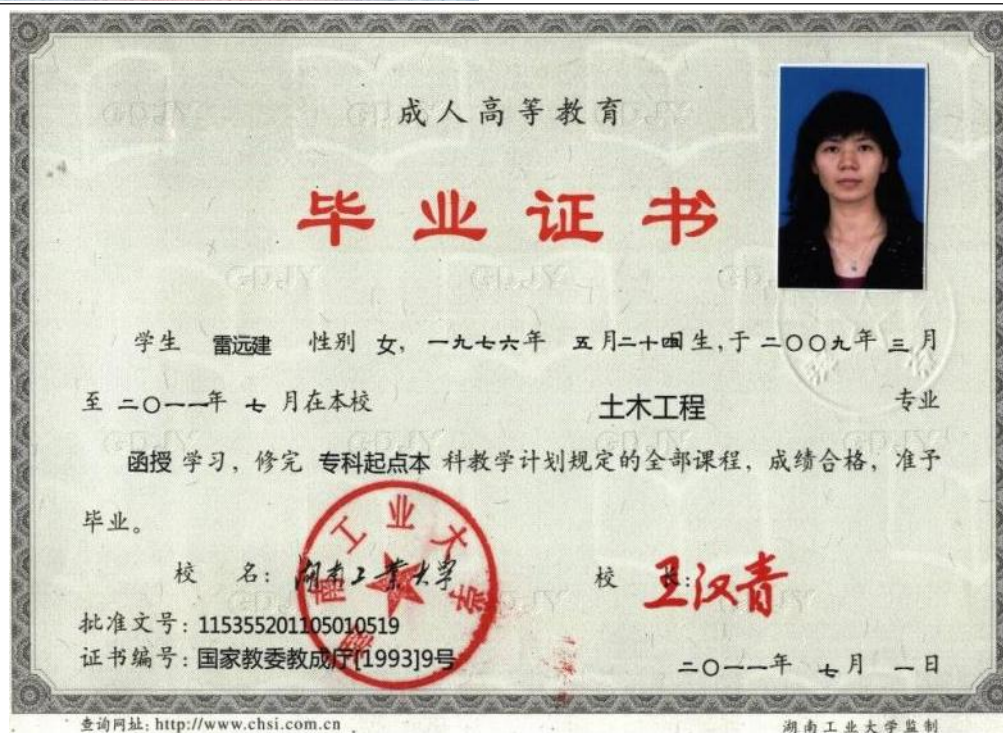 成人高等教育
毕业证书
学生 雷远建 性别 女, 一九七六年 五月二十四生,于二〇〇九年 三月
至 二〇一一年 七 月在本校 土木工程 专业
函授 学习, 修完 专科起点本 科教学计划规定的全部课程, 成绩合格, 准予
毕业。
校 名: 湖南工业大学 校 长: 王汉青
湖南工业大学
批准文号: 115355201105010519
证书编号: 国家教委教成厅[1993]9号
二〇一一年 七月 一日
查询网址: http://www.chsi.com.cn
湖南工业大学监制